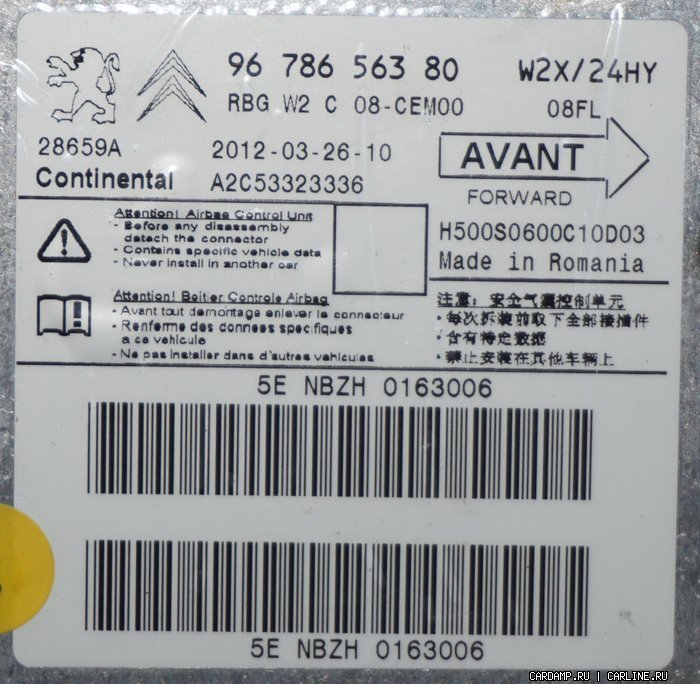 96 786 563 80 W2X/24HY
RBG W2 C 08-CEM00 08FL
28659A 2012-03-26-10 AVANT
Continental A2C53323336 FORWARD
Attention! Airbag Control Unit
- Before any disassembly
detach the connector
- Contains specific vehicle data
- Never install in another car
H500S0600C10D03
Made in Romania
Attention! Boitier Controle Airbag
- Avant tout demontage enlever le connecteur
- Renferme des donnees specifiques
a ce vehicule
- Ne pas installer dans d'autres vehicules
注意: 安全气囊控制单元
·每次拆装前取下全部接插件
·含有特定数据
·禁止安装在其他车辆上
5E NBZH 0163006
5E NBZH 0163006
CARDAMP.RU | CARLINE.RU